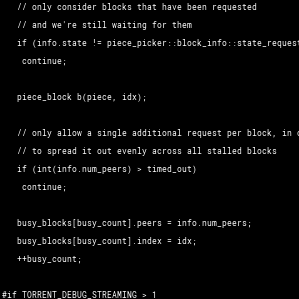 // only consider blocks that have been requested
// and we're still waiting for them
if (info.state != piece_picker::block_info::state_reques
continue;
piece_block b(piece, idx);
// only allow a single additional request per block, in
// to spread it out evenly across all stalled blocks
if (int(info.num_peers) > timed_out)
continue;
busy_blocks[busy_count].peers = info.num_peers;
busy_blocks[busy_count].index = idx;
++busy_count;
#if TORRENT_DEBUG_STREAMING > 1